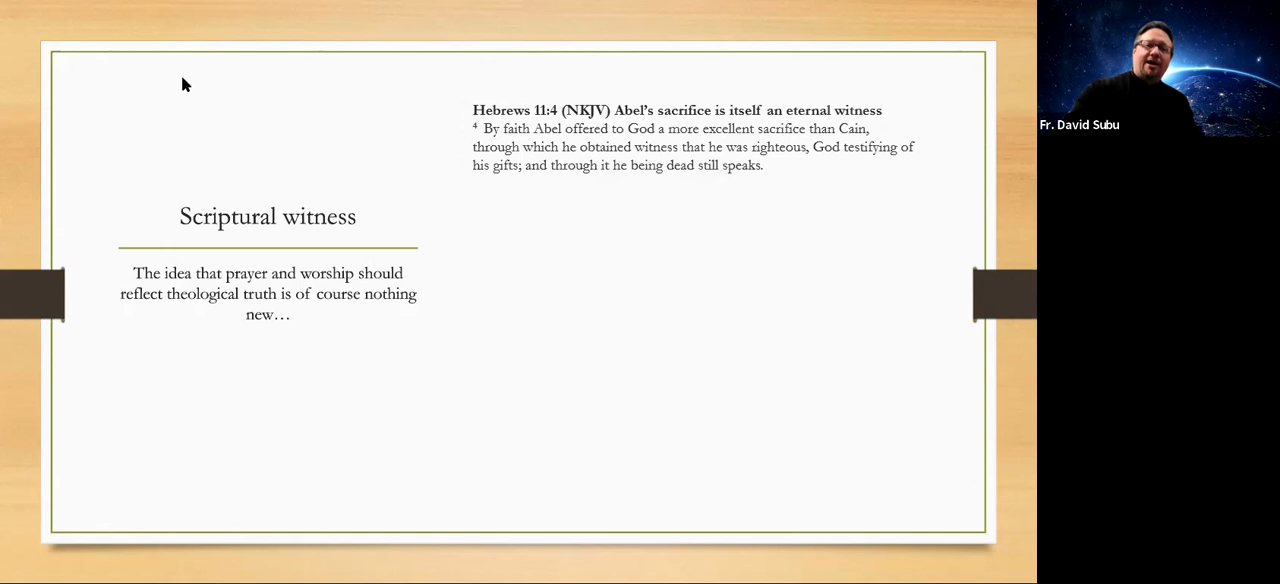 Scriptural witness
The idea that prayer and worship should
reflect theological truth is of course nothing
new…
Hebrews 11:4 (NKJV) Abel’s sacrifice is itself an eternal witness
⁴ By faith Abel offered to God a more excellent sacrifice than Cain,
through which he obtained witness that he was righteous, God testifying of
his gifts; and through it he being dead still speaks.
Fr. David Subu